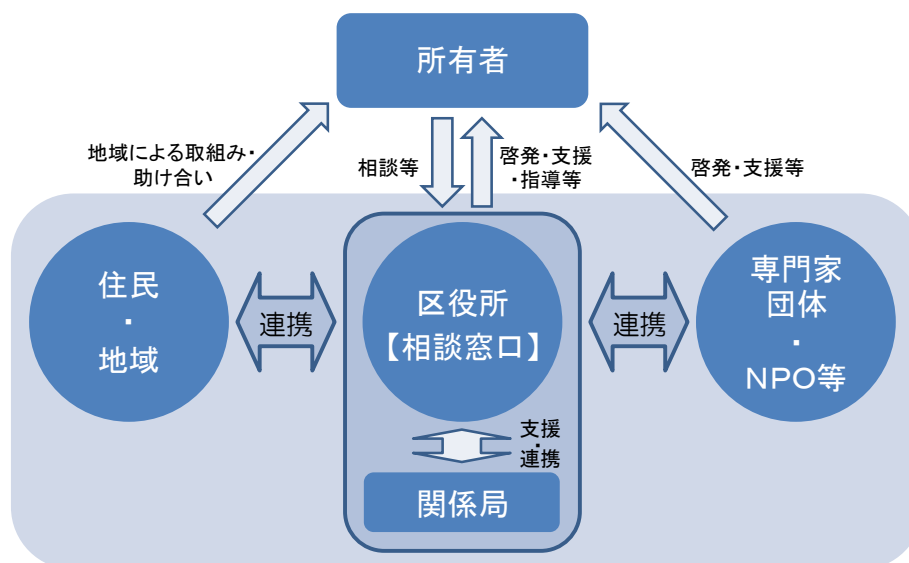 所有者
地域による取組み・
助け合い
相談等
啓発・支援
・指導等
啓発・支援等
住民
・
地域
連携
区役所
【相談窓口】
連携
専門家
団体
・
ＮＰＯ等
支援
・
連携
関係局